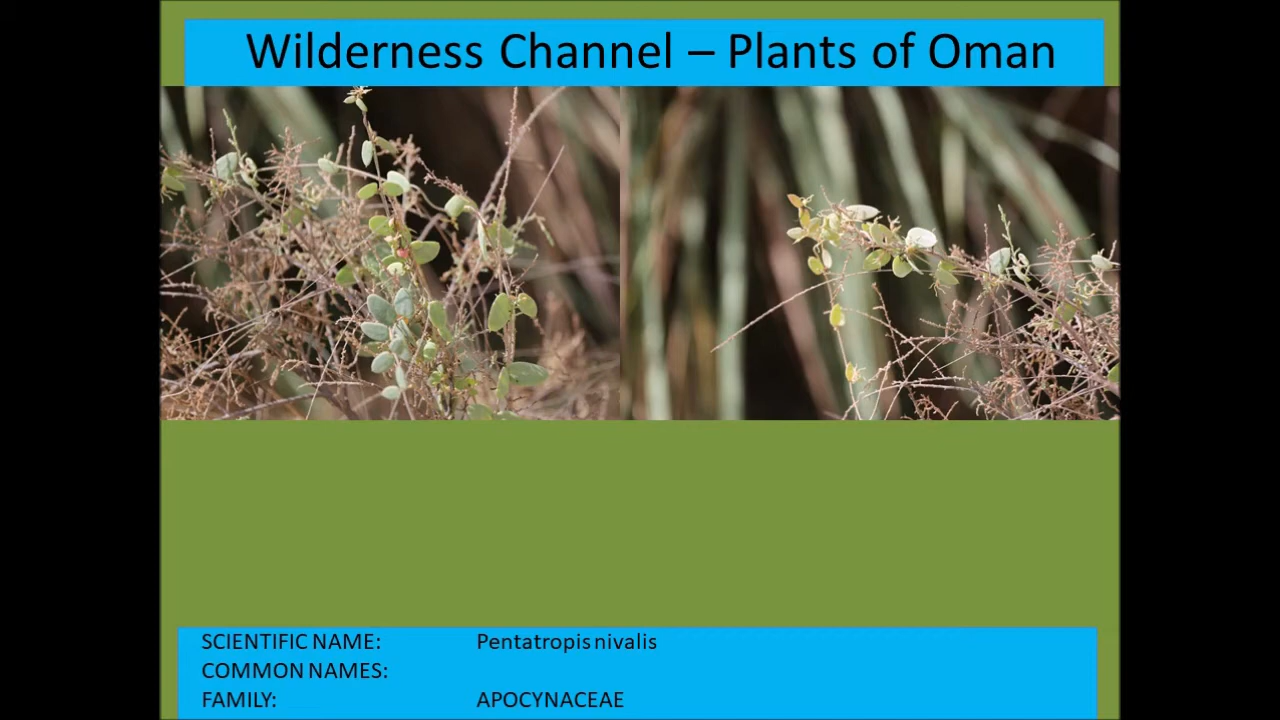 Wilderness Channel – Plants of Oman
SCIENTIFIC NAME: Pentatropis nivalis
COMMON NAMES:
FAMILY: APOCYNACEAE